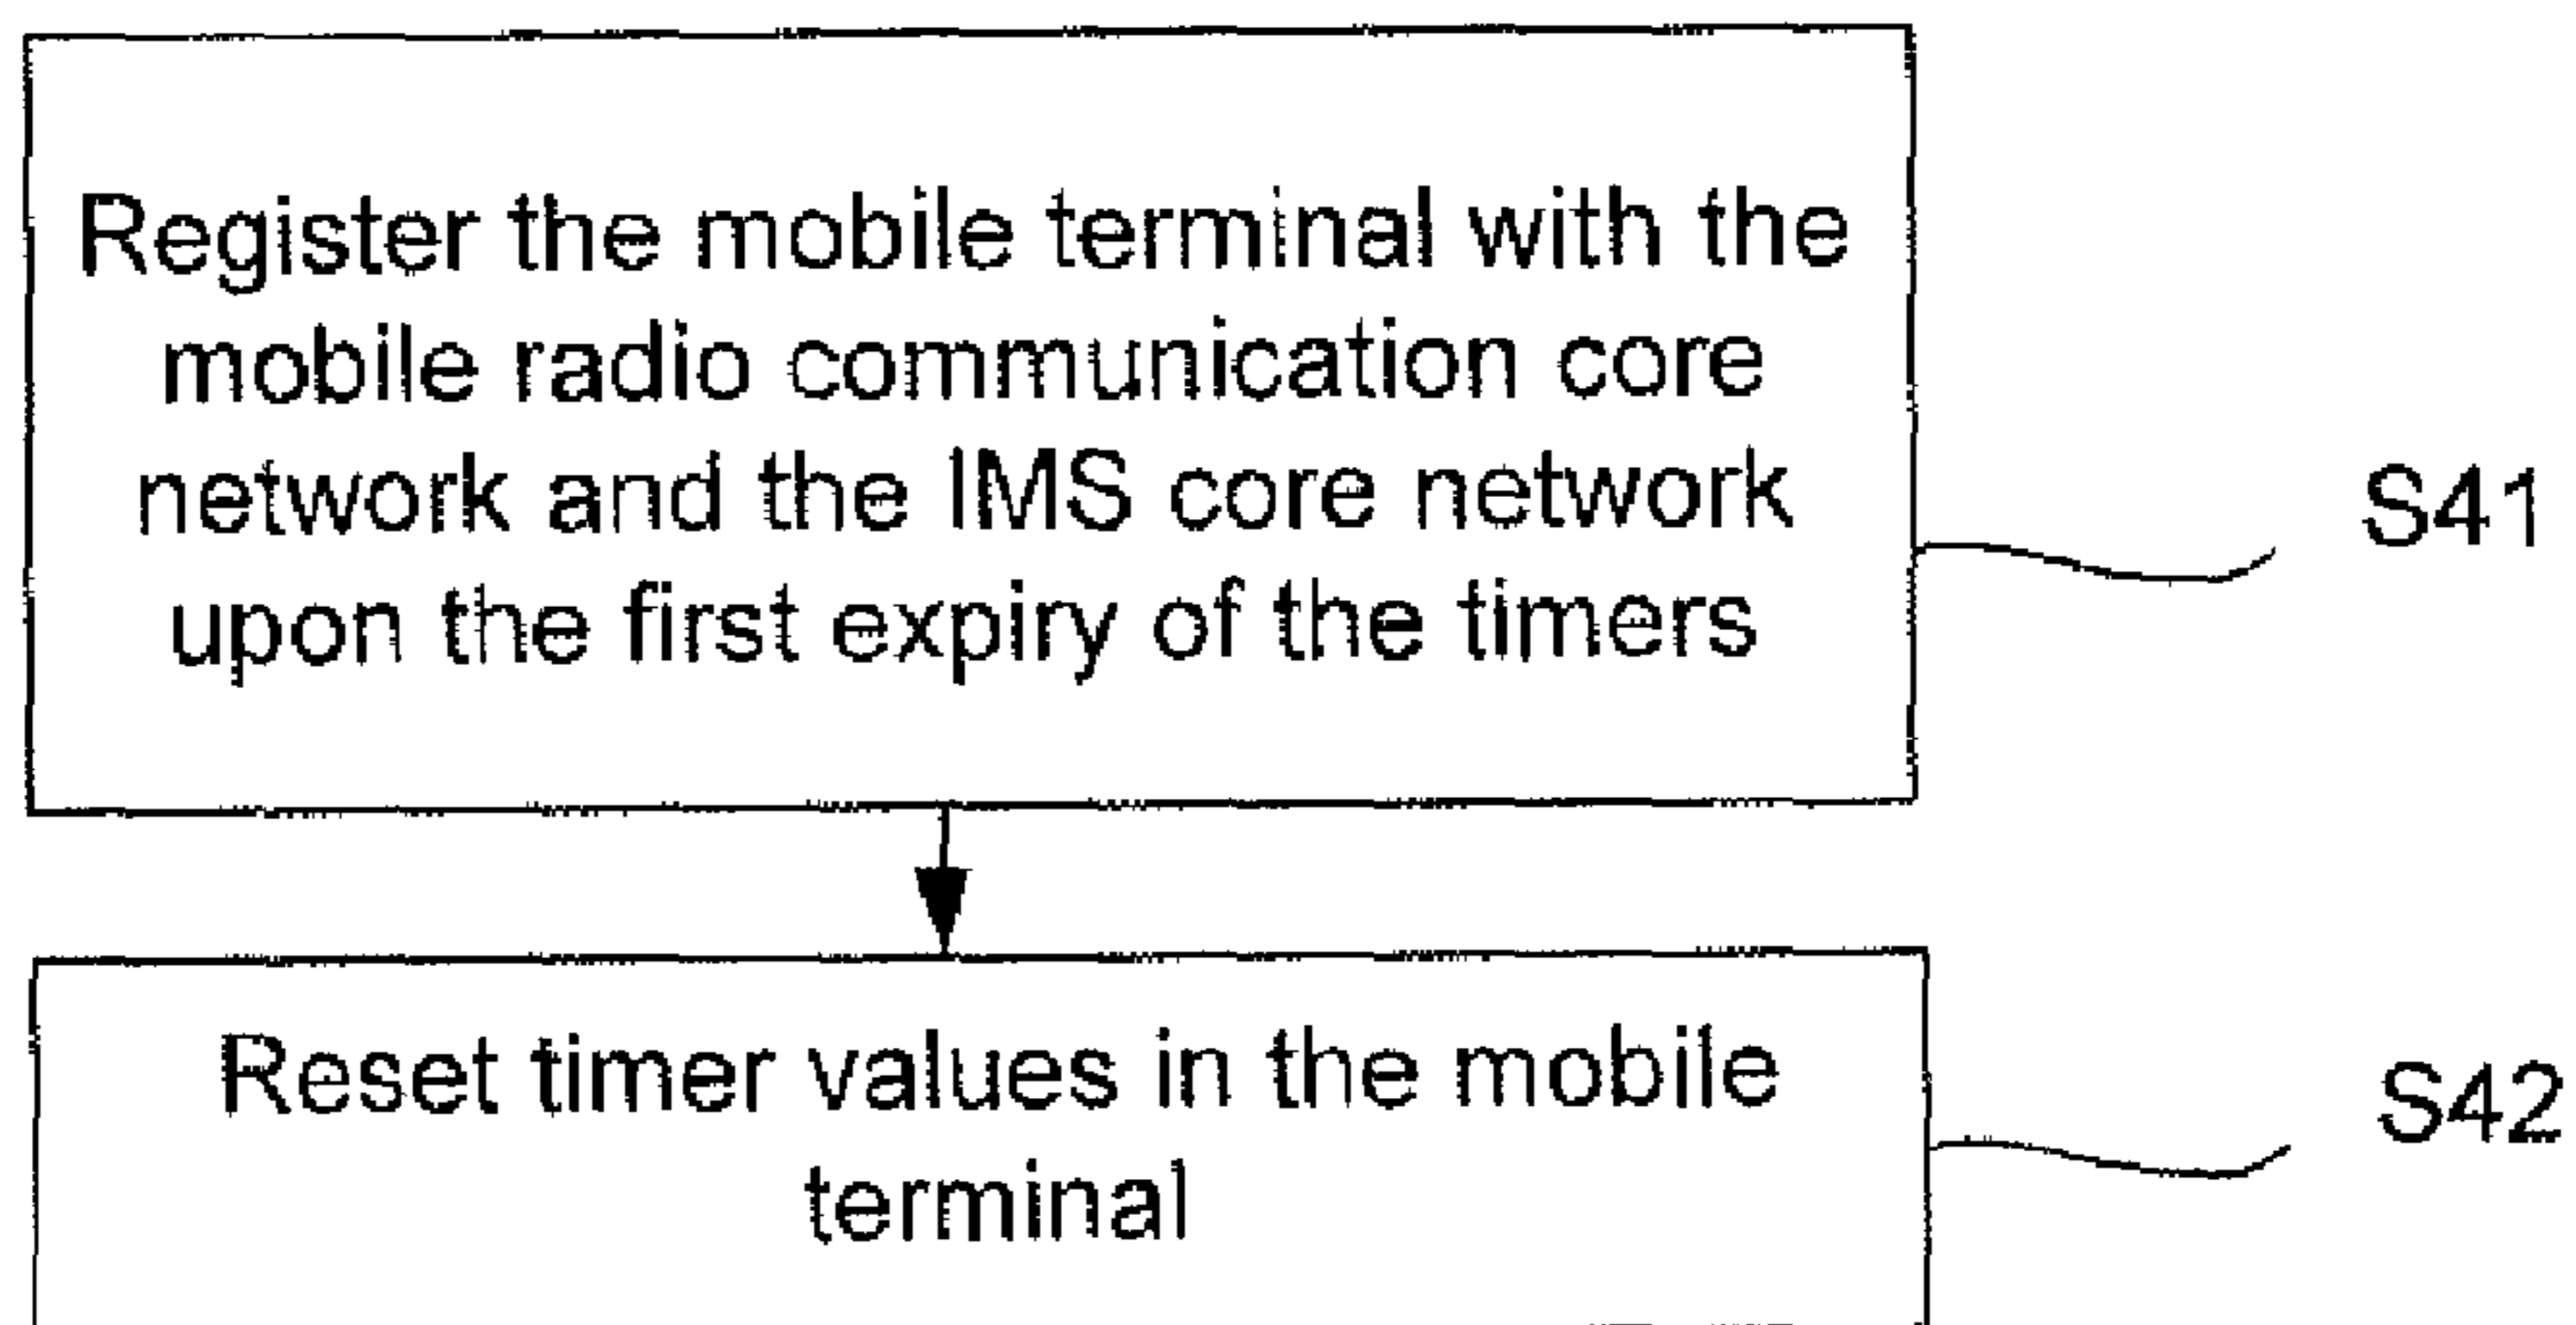 Register the mobile terminal with the
mobile radio communication core
network and the IMS core network
upon the first expiry of the timers
S41
Reset timer values in the mobile
terminal
S42